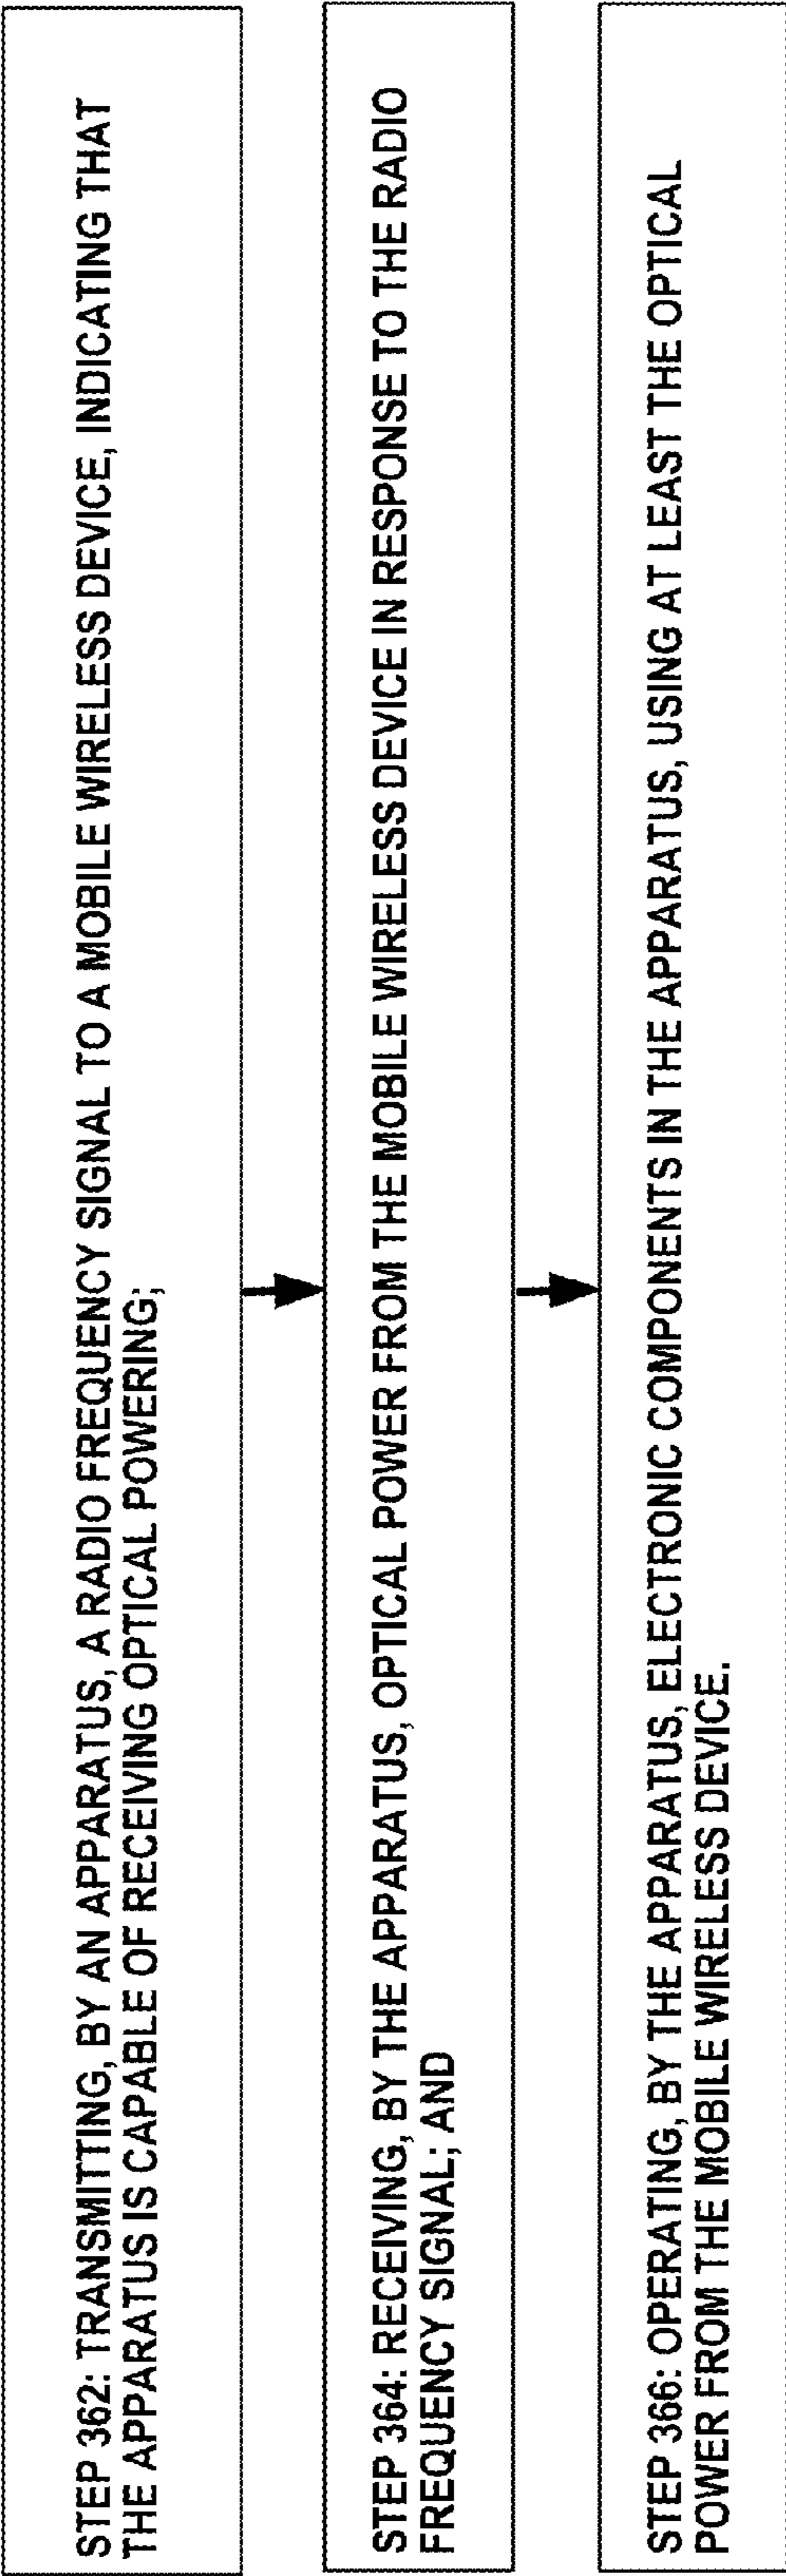 STEP 362: TRANSMITTING, BY AN APPARATUS, A RADIO FREQUENCY SIGNAL TO A MOBILE WIRELESS DEVICE, INDICATING THAT
THE APPARATUS IS CAPABLE OF RECEIVING OPTICAL POWERING;
STEP 364: RECEIVING, BY THE APPARATUS, OPTICAL POWER FROM THE MOBILE WIRELESS DEVICE IN RESPONSE TO THE RADIO
FREQUENCY SIGNAL; AND
STEP 366: OPERATING, BY THE APPARATUS, ELECTRONIC COMPONENTS IN THE APPARATUS, USING AT LEAST THE OPTICAL
POWER FROM THE MOBILE WIRELESS DEVICE.